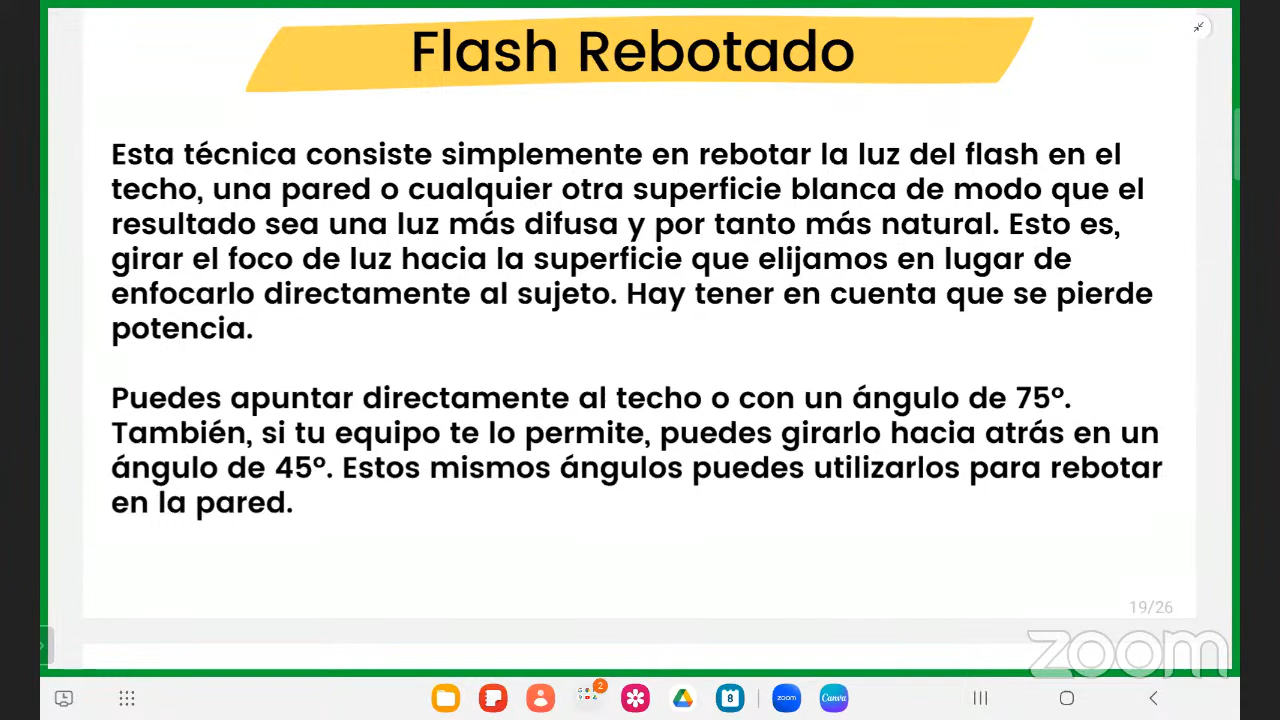 Flash Rebotado
Esta técnica consiste simplemente en rebotar la luz del flash en el
techo, una pared o cualquier otra superficie blanca de modo que el
resultado sea una luz más difusa y por tanto más natural. Esto es,
girar el foco de luz hacia la superficie que elijamos en lugar de
enfocarlo directamente al sujeto. Hay tener en cuenta que se pierde
potencia.
Puedes apuntar directamente al techo o con un ángulo de 75º.
También, si tu equipo te lo permite, puedes girarlo hacia atrás en un
ángulo de 45º. Estos mismos ángulos puedes utilizarlos para rebotar
en la pared.
19/26
zoom
2
8
zoom
Canva